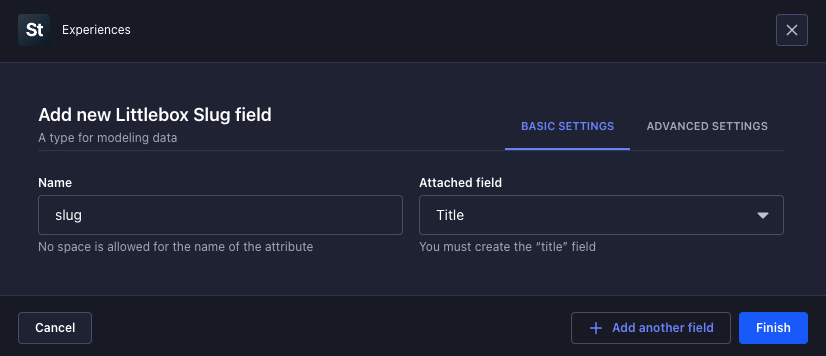 St Experiences
Add new Littlebox Slug field
A type for modeling data
BASIC SETTINGS ADVANCED SETTINGS
Name Attached field
slug Title
No space is allowed for the name of the attribute You must create the “title” field
Cancel Add another field Finish